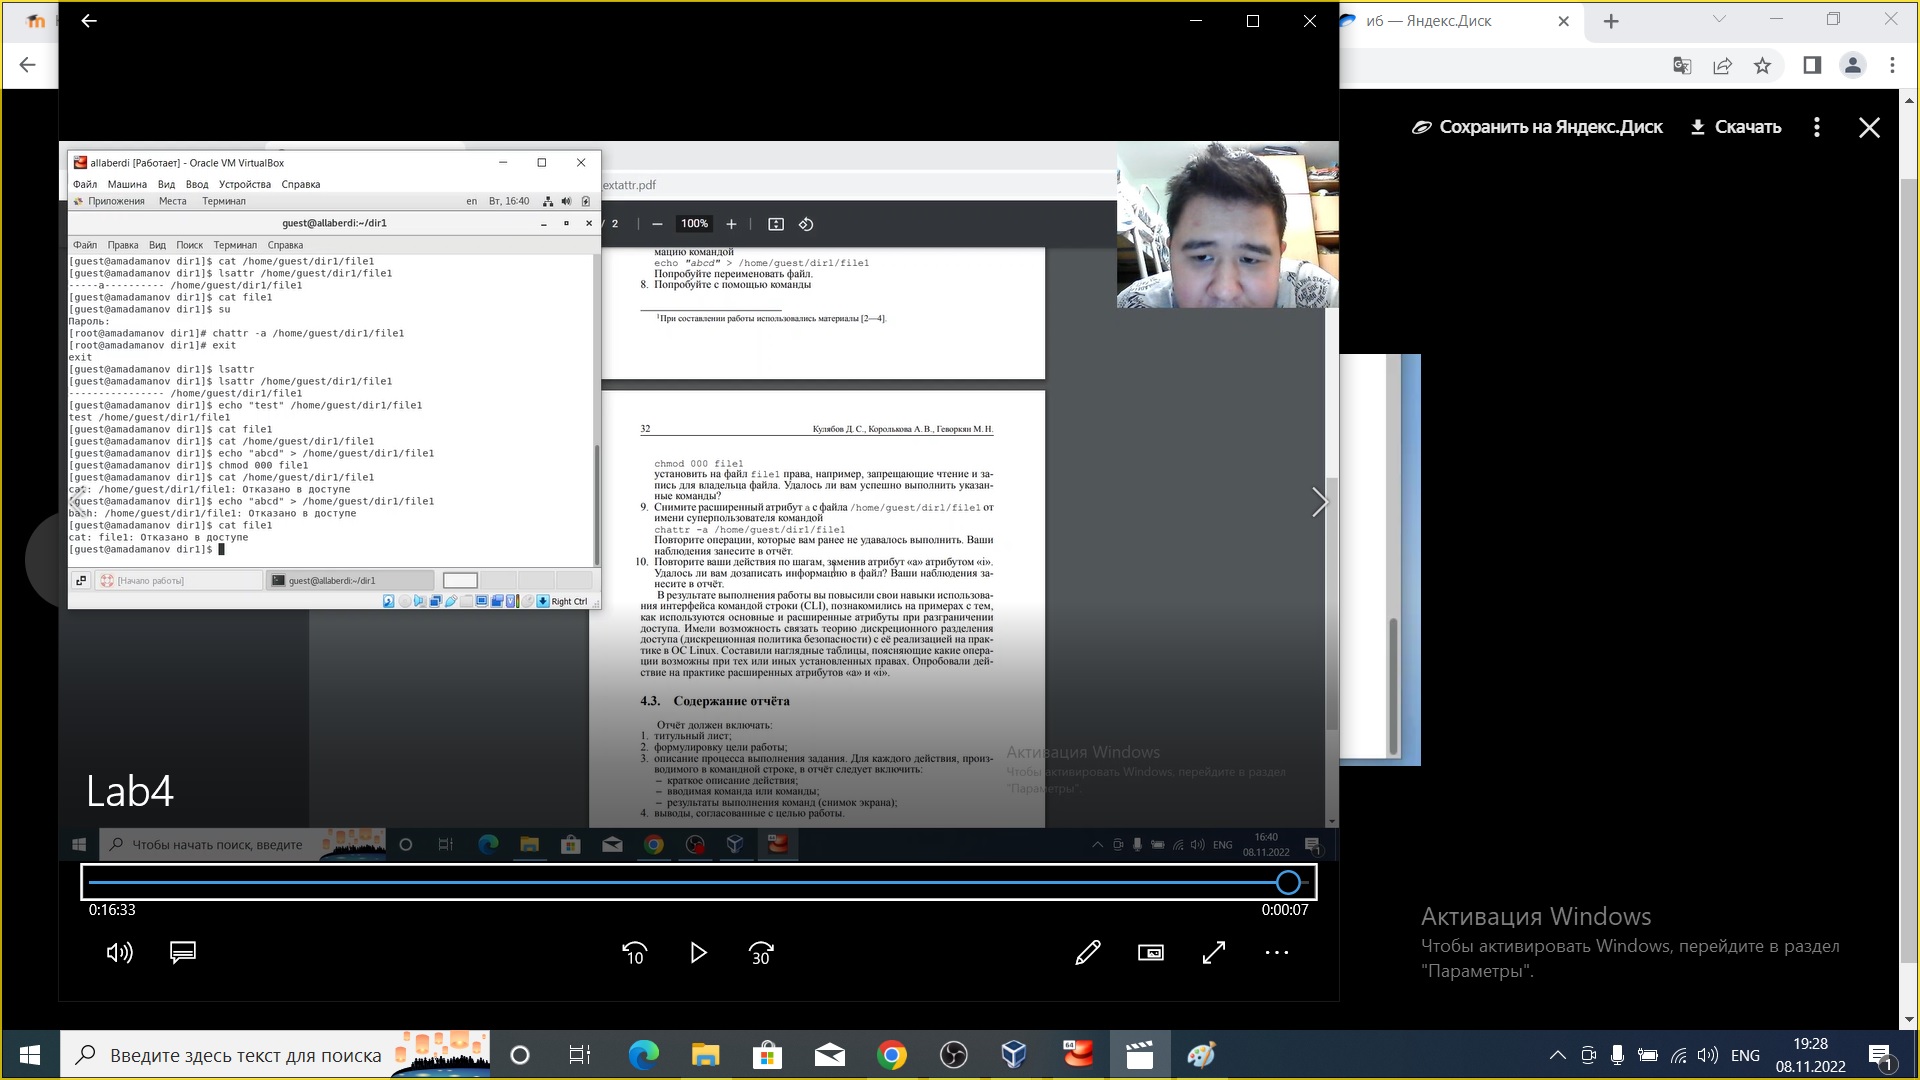 иб — Яндекс.Диск
Сохранить на Яндекс.Диск
Скачать
allaberdi [Работает] - Oracle VM VirtualBox
Файл Машина Вид Ввод Устройства Справка
Приложения Места Терминал en Вт, 16:40
guest@allaberdi:~/dir1
Файл Правка Вид Поиск Терминал Справка
[guest@amadamanov dir1]$ cat /home/guest/dir1/file1
[guest@amadamanov dir1]$ lsattr /home/guest/dir1/file1
-----a---------- /home/guest/dir1/file1
[guest@amadamanov dir1]$ cat file1
[guest@amadamanov dir1]$ su
Пароль:
[root@amadamanov dir1]# chattr -a /home/guest/dir1/file1
[root@amadamanov dir1]# exit
exit
[guest@amadamanov dir1]$ lsattr
[guest@amadamanov dir1]$ lsattr /home/guest/dir1/file1
---------------- /home/guest/dir1/file1
[guest@amadamanov dir1]$ echo "test" /home/guest/dir1/file1
test /home/guest/dir1/file1
[guest@amadamanov dir1]$ cat file1
[guest@amadamanov dir1]$ cat /home/guest/dir1/file1
[guest@amadamanov dir1]$ echo "abcd" > /home/guest/dir1/file1
[guest@amadamanov dir1]$ chmod 000 file1
[guest@amadamanov dir1]$ cat /home/guest/dir1/file1
cat: /home/guest/dir1/file1: Отказано в доступе
[guest@amadamanov dir1]$ echo "abcd" > /home/guest/dir1/file1
bash: /home/guest/dir1/file1: Отказано в доступе
[guest@amadamanov dir1]$ cat file1
cat: file1: Отказано в доступе
[guest@amadamanov dir1]$
[Начало работы]
guest@allaberdi:~/dir1
Right Ctrl
extattr.pdf
/ 2 — 100% +
мацию командой
echo "abcd" > /home/guest/dir1/file1
Попробуйте переименовать файл.
8. Попробуйте с помощью команды
¹При составлении работы использовались материалы [2—4].
32 Кулябов Д. С., Королькова А. В., Геворкян М. Н.
chmod 000 file1
установить на файл file1 права, например, запрещающие чтение и за-
пись для владельца файла. Удалось ли вам успешно выполнить указан-
ные команды?
9. Снимите расширенный атрибут a с файла /home/guest/dir1/file1 от
имени суперпользователя командой
chattr -a /home/guest/dir1/file1
Повторите операции, которые вам ранее не удавалось выполнить. Ваши
наблюдения занесите в отчёт.
10. Повторите ваши действия по шагам, заменив атрибут «a» атрибутом «i».
Удалось ли вам дозаписать информацию в файл? Ваши наблюдения за-
несите в отчёт.
В результате выполнения работы вы повысили свои навыки использова-
ния интерфейса командой строки (CLI), познакомились на примерах с тем,
как используются основные и расширенные атрибуты при разграничении
доступа. Имели возможность связать теорию дискреционного разделения
доступа (дискреционная политика безопасности) с её реализацией на прак-
тике в ОС Linux. Составили наглядные таблицы, поясняющие какие опера-
ции возможны при тех или иных установленных правах. Опробовали дей-
ствие на практике расширенных атрибутов «a» и «i».
4.3. Содержание отчёта
Отчёт должен включать:
1. титульный лист;
2. формулировку цели работы;
3. описание процесса выполнения задания. Для каждого действия, произ-
водимого в командной строке, в отчёт следует включить:
– краткое описание действия;
– вводимая команда или команды;
– результаты выполнения команд (снимок экрана);
4. выводы, согласованные с целью работы.
Активация Windows
Чтобы активировать Windows, перейдите в раздел
"Параметры".
Lab4
Чтобы начать поиск, введите
ENG
16:40
08.11.2022
1
0:16:33
0:00:07
10
30
Активация Windows
Чтобы активировать Windows, перейдите в раздел
"Параметры".
Введите здесь текст для поиска
64
ENG
19:28
08.11.2022
1